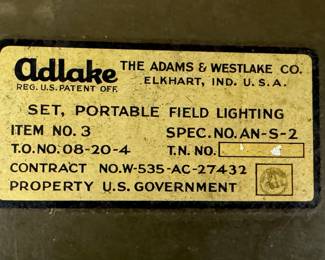 Adlake THE ADAMS & WESTLAKE CO.
REG. U.S. PATENT OFF. ELKHART, IND. U.S.A.
SET, PORTABLE FIELD LIGHTING
ITEM NO. 3 SPEC. NO. AN-S-2
T.O. NO. 08-20-4 T.N. NO.
CONTRACT NO. W-535-AC-27432
PROPERTY U.S. GOVERNMENT